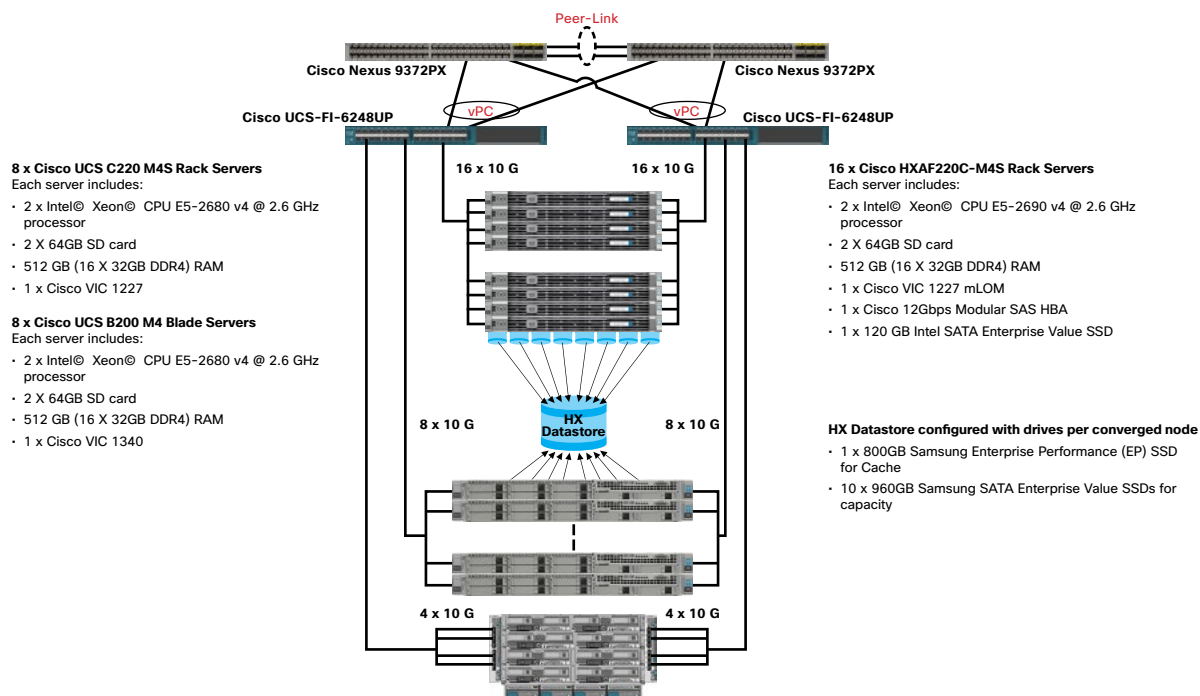 Peer-Link
Cisco Nexus 9372PX
Cisco Nexus 9372PX
vPC
vPC
Cisco UCS-FI-6248UP
Cisco UCS-FI-6248UP
8 x Cisco UCS C220 M4S Rack Servers
Each server includes:
• 2 x Intel© Xeon© CPU E5-2680 v4 @ 2.6 GHz
processor
• 2 X 64GB SD card
• 512 GB (16 X 32GB DDR4) RAM
• 1 x Cisco VIC 1227
8 x Cisco UCS B200 M4 Blade Servers
Each server includes:
• 2 x Intel© Xeon© CPU E5-2680 v4 @ 2.6 GHz
processor
• 2 X 64GB SD card
• 512 GB (16 X 32GB DDR4) RAM
• 1 x Cisco VIC 1340
16 x 10 G
16 x 10 G
HX
Datastore
8 x 10 G
8 x 10 G
4 x 10 G
4 x 10 G
16 x Cisco HXAF220C-M4S Rack Servers
Each server includes:
• 2 x Intel© Xeon© CPU E5-2690 v4 @ 2.6 GHz
processor
• 2 X 64GB SD card
• 512 GB (16 X 32GB DDR4) RAM
• 1 x Cisco VIC 1227 mLOM
• 1 x Cisco 12Gbps Modular SAS HBA
• 1 x 120 GB Intel SATA Enterprise Value SSD
HX Datastore configured with drives per converged node
• 1 x 800GB Samsung Enterprise Performance (EP) SSD
for Cache
• 10 x 960GB Samsung SATA Enterprise Value SSDs for
capacity